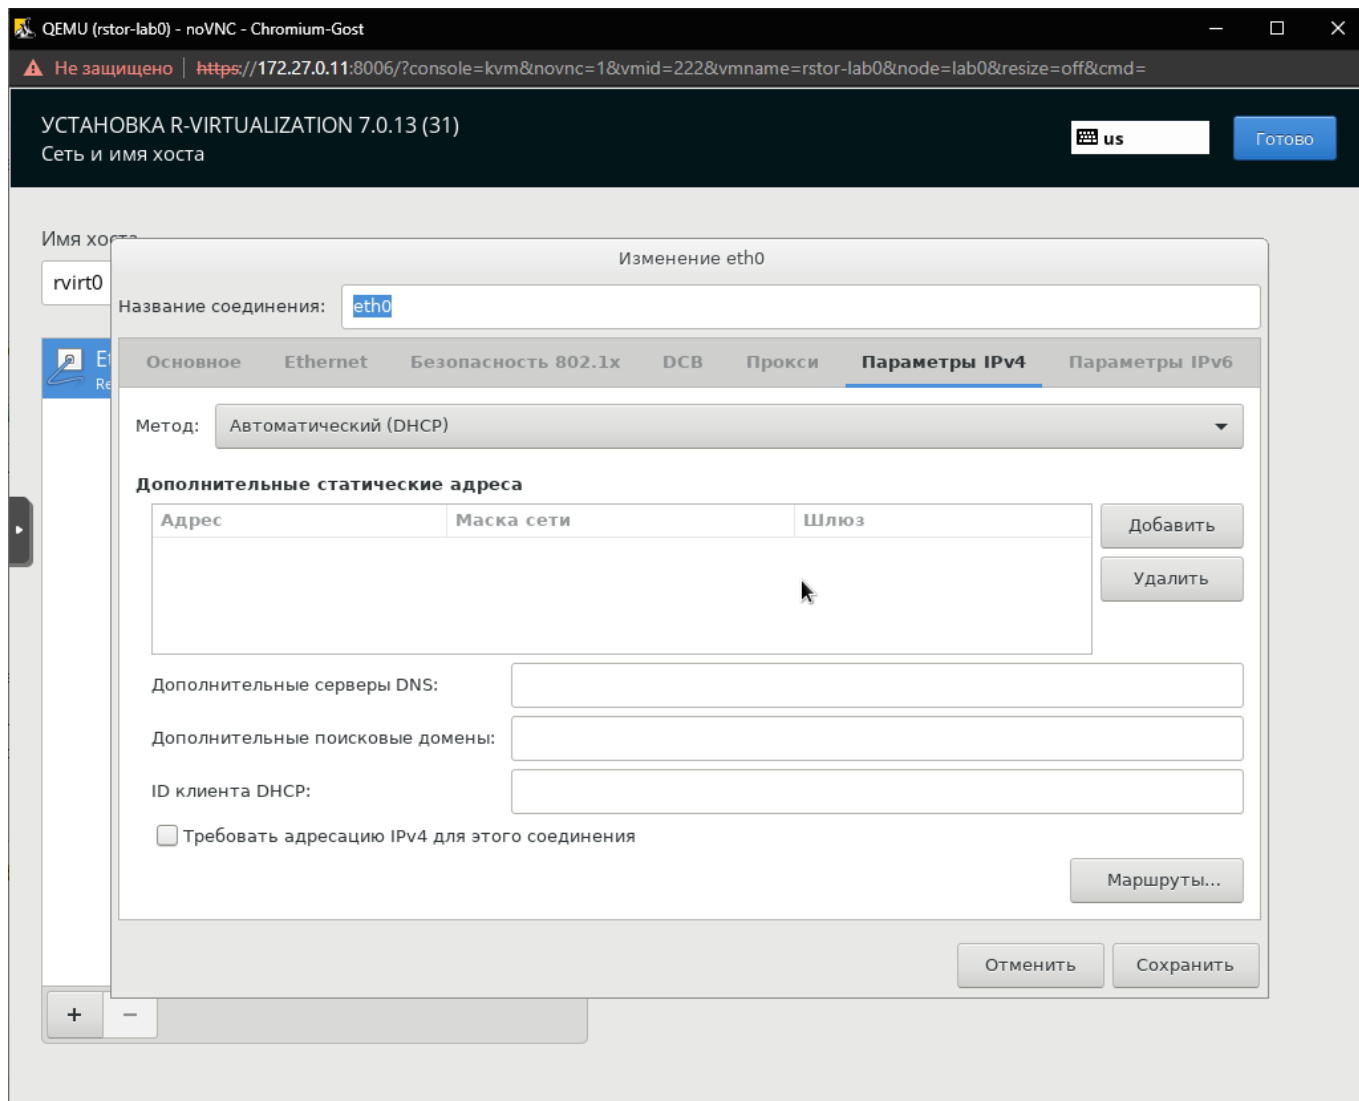 QEMU (rstor-lab0) - noVNC - Chromium-Gost
Не защищено | https://172.27.0.11:8006/?console=kvm&novnc=1&vmid=222&vmname=rstor-lab0&node=lab0&resize=off&cmd=
УСТАНОВКА R-VIRTUALIZATION 7.0.13 (31)
Сеть и имя хоста
us
Готово
Имя хоста
rvirt0
Изменение eth0
Название соединения: eth0
Основное Ethernet Безопасность 802.1x DCB Прокси Параметры IPv4 Параметры IPv6
Метод: Автоматический (DHCP)
Дополнительные статические адреса
Адрес Маска сети Шлюз
Добавить
Удалить
Дополнительные серверы DNS:
Дополнительные поисковые домены:
ID клиента DHCP:
Требовать адресацию IPv4 для этого соединения
Маршруты...
Отменить Сохранить
+ −